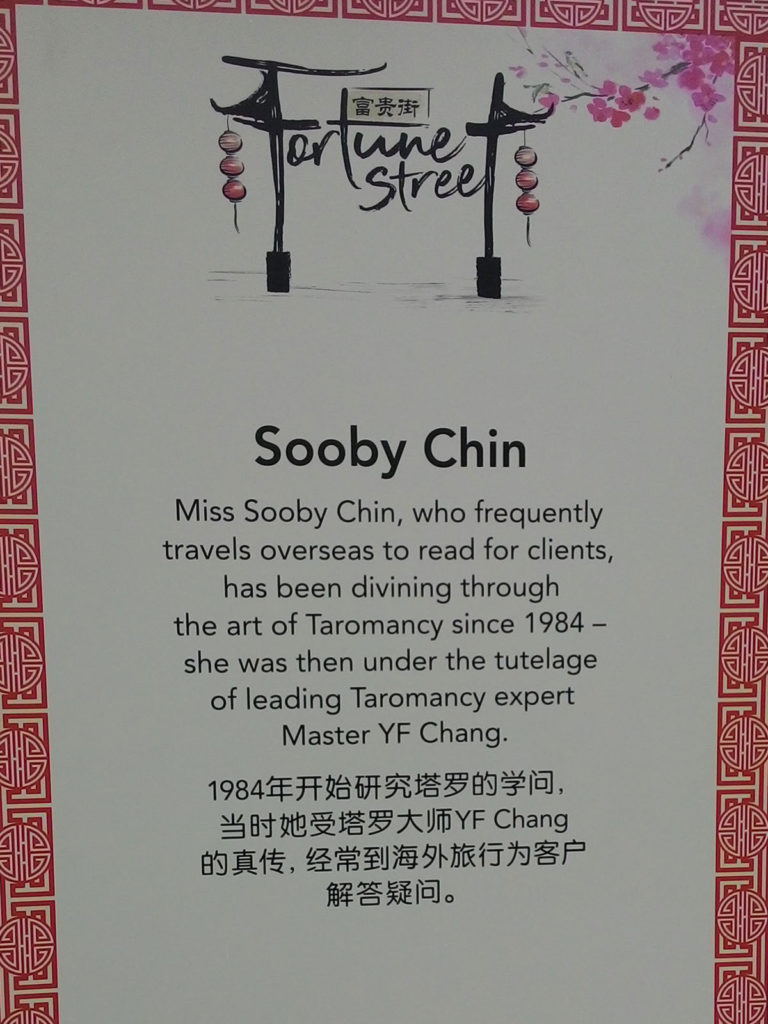 富贵街
Fortune
Street
Sooby Chin
Miss Sooby Chin, who frequently
travels overseas to read for clients,
has been divining through
the art of Taromancy since 1984 –
she was then under the tutelage
of leading Taromancy expert
Master YF Chang.
1984年开始研究塔罗的学问，
当时她受塔罗大师YF Chang
的真传, 经常到海外旅行为客户
解答疑问。